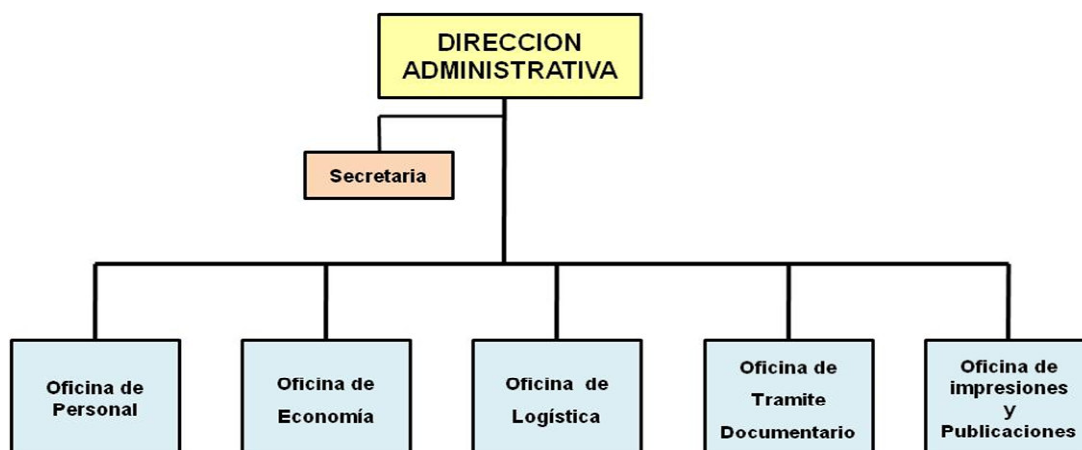 DIRECCION
ADMINISTRATIVA
Secretaria
Oficina de
Personal
Oficina de
Economía
Oficina de
Logística
Oficina de
Tramite
Documentario
Oficina de
impresiones
y
Publicaciones